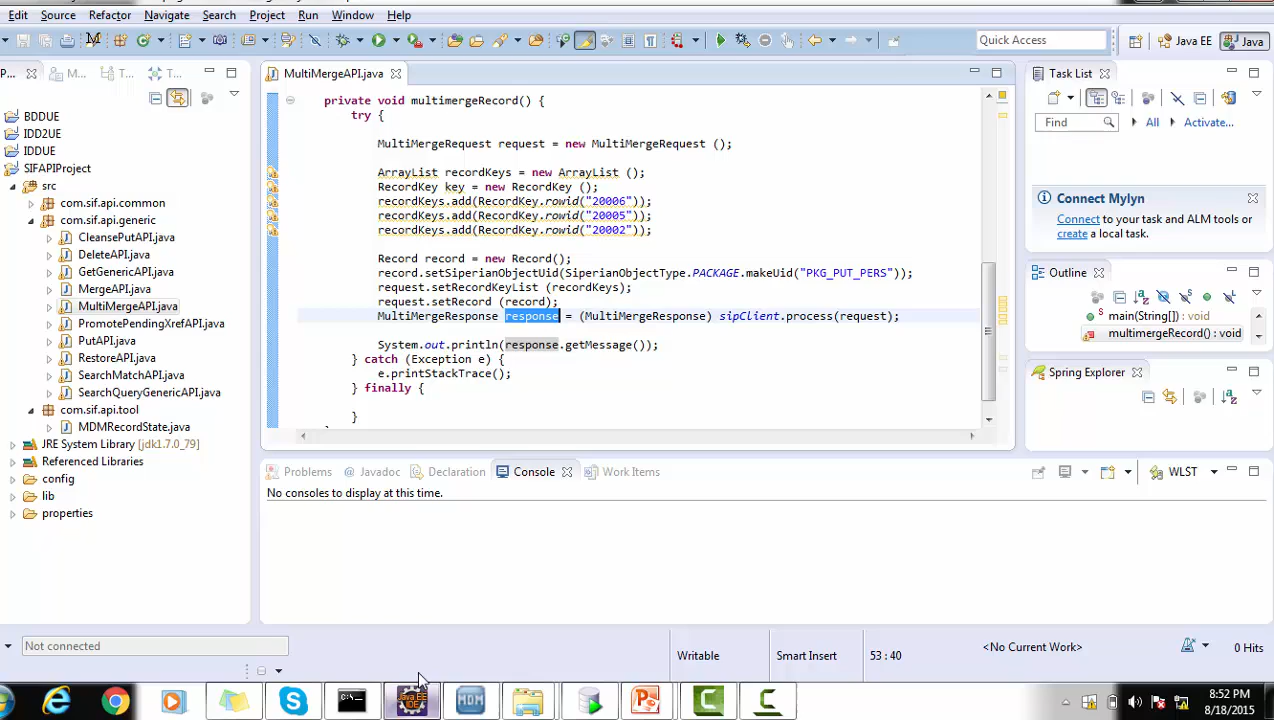 Edit Source Refactor Navigate Search Project Run Window Help
Quick Access
Java EE
Java
P...
M...
T...
T...
BDDUE
IDD2UE
IDDUE
SIFAPIProject
src
com.sif.api.common
com.sif.api.generic
CleansePutAPI.java
DeleteAPI.java
GetGenericAPI.java
MergeAPI.java
MultiMergeAPI.java
PromotePendingXrefAPI.java
PutAPI.java
RestoreAPI.java
SearchMatchAPI.java
SearchQueryGenericAPI.java
com.sif.api.tool
MDMRecordState.java
JRE System Library [jdk1.7.0_79]
Referenced Libraries
config
lib
properties
MultiMergeAPI.java
private void multimergeRecord() {
try {
MultiMergeRequest request = new MultiMergeRequest ();
ArrayList recordKeys = new ArrayList ();
RecordKey key = new RecordKey ();
recordKeys.add(RecordKey.rowid("20006"));
recordKeys.add(RecordKey.rowid("20005"));
recordKeys.add(RecordKey.rowid("20002"));
Record record = new Record();
record.setSiperianObjectUid(SiperianObjectType.PACKAGE.makeUid("PKG_PUT_PERS"));
request.setRecordKeyList (recordKeys);
request.setRecord (record);
MultiMergeResponse response = (MultiMergeResponse) sipClient.process(request);
System.out.println(response.getMessage());
} catch (Exception e) {
e.printStackTrace();
} finally {
}
Task List
Find
All
Activate...
Connect Mylyn
Connect to your task and ALM tools or
create a local task.
Outline
main(String[]) : void
multimergeRecord() : void
Spring Explorer
Problems Javadoc Declaration Console Work Items
WLST
No consoles to display at this time.
Not connected
Writable
Smart Insert
53 : 40
<No Current Work>
0 Hits
Java EE
IDE
MDM
8:52 PM
8/18/2015